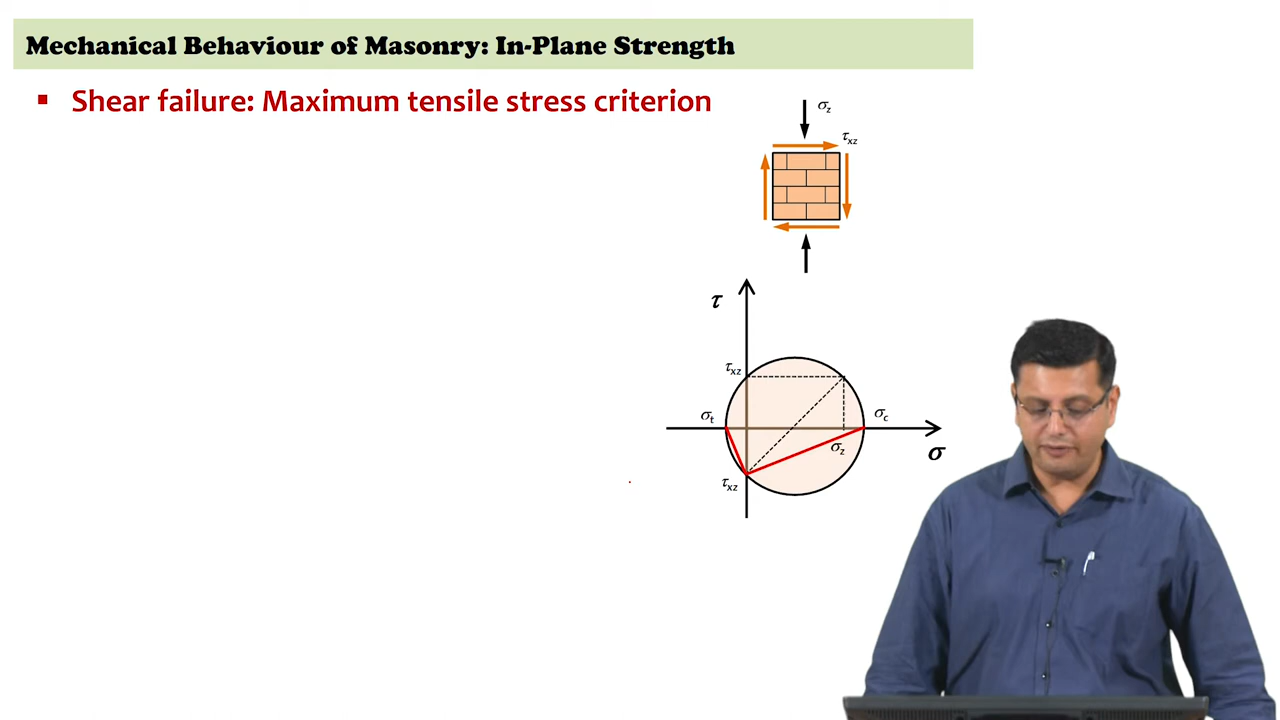 Mechanical Behaviour of Masonry: In-Plane Strength
▪ Shear failure: Maximum tensile stress criterion
σz
τxz
τ
τxz
σt
σc
σz
σ
τxz